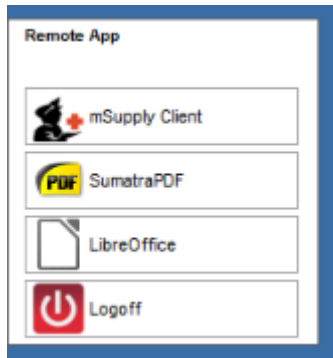 Remote App
mSupply Client
PDF
SumatraPDF
LibreOffice
Logoff